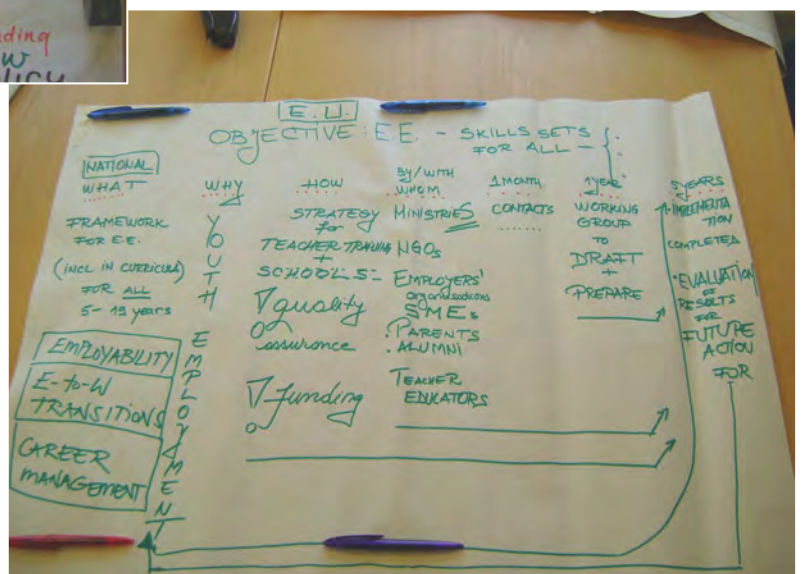 ding
W
E.U.
OBJECTIVE: E.E. - SKILLS SETS
FOR ALL -
NATIONAL
WHAT
FRAMEWORK
FOR E.E.
(INCL IN CURRICULA)
FOR ALL
5-19 years
EMPLOYABILITY
E-to-W
TRANSITIONS
CAREER
MANAGEMENT
WHY
YOUTH
EMPLOYMENT
HOW
STRATEGY
for
TEACHER TRAINING
+
SCHOOLS-
quality
assurance
funding
BY/WITH
WHOM
MINISTRIES
NGOs
EMPLOYERS'
organisations
SMEs
. PARENTS
. ALUMNI
TEACHER
EDUCATORS
1 MONTH
CONTACTS
1 YEAR
WORKING
GROUP
TO
DRAFT
+
PREPARE
5 YEARS
• IMPLEMENTA
TION
COMPLETED
• EVALUATION
OF
RESULTS
FOR
FUTURE
ACTION
FOR